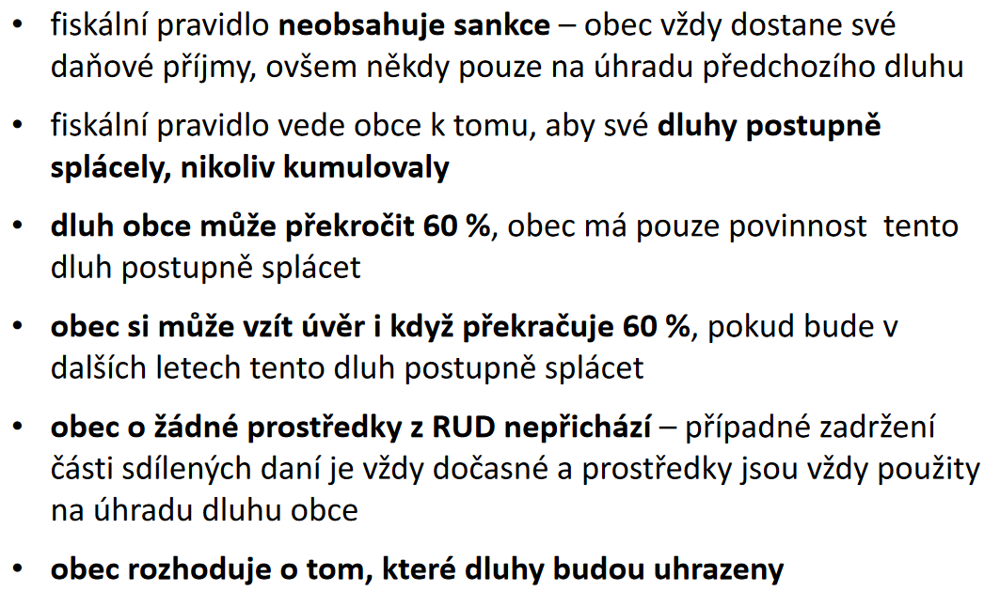 • fiskální pravidlo neobsahuje sankce – obec vždy dostane své
daňové příjmy, ovšem někdy pouze na úhradu předchozího dluhu
• fiskální pravidlo vede obce k tomu, aby své dluhy postupně
splácely, nikoliv kumulovaly
• dluh obce může překročit 60 %, obec má pouze povinnost  tento
dluh postupně splácet
• obec si může vzít úvěr i když překračuje 60 %, pokud bude v
dalších letech tento dluh postupně splácet
• obec o žádné prostředky z RUD nepřichází – případné zadržení
části sdílených daní je vždy dočasné a prostředky jsou vždy použity
na úhradu dluhu obce
• obec rozhoduje o tom, které dluhy budou uhrazeny